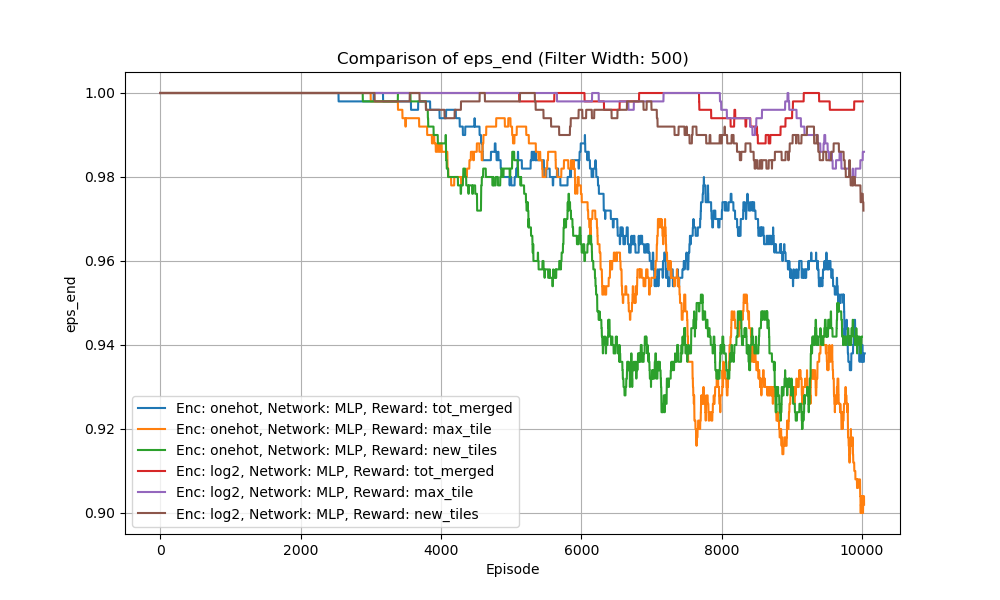 Comparison of eps_end (Filter Width: 500)
eps_end
1.00
0.98
0.96
0.94
0.92
0.90
Enc: onehot, Network: MLP, Reward: tot_merged
Enc: onehot, Network: MLP, Reward: max_tile
Enc: onehot, Network: MLP, Reward: new_tiles
Enc: log2, Network: MLP, Reward: tot_merged
Enc: log2, Network: MLP, Reward: max_tile
Enc: log2, Network: MLP, Reward: new_tiles
0 2000 4000 6000 8000 10000
Episode